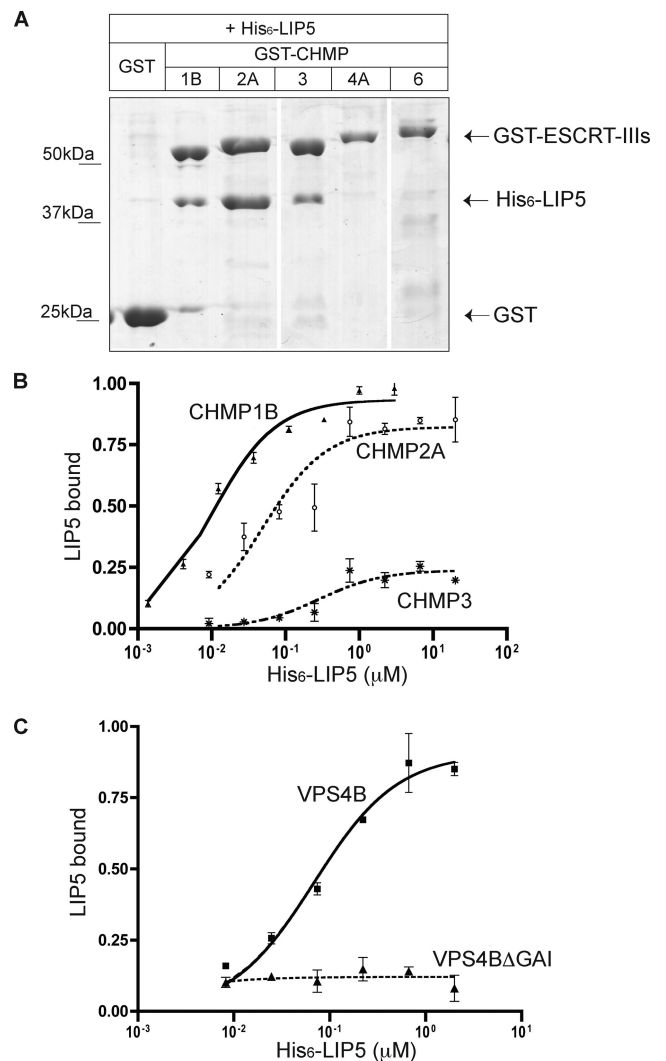 A
+ His₆-LIP5
GST
GST-CHMP
1B 2A 3 4A 6
50kDa
37kDa
25kDa
GST-ESCRT-IIIs
His₆-LIP5
GST
B
LIP5 bound
1.00
0.75
0.50
0.25
0.00
CHMP1B
CHMP2A
CHMP3
10⁻³ 10⁻² 10⁻¹ 10⁰ 10¹ 10²
His₆-LIP5 (μM)
C
LIP5 bound
1.00
0.75
0.50
0.25
0.00
VPS4B
VPS4BΔGAI
10⁻³ 10⁻² 10⁻¹ 10⁰ 10¹
His₆-LIP5 (μM)